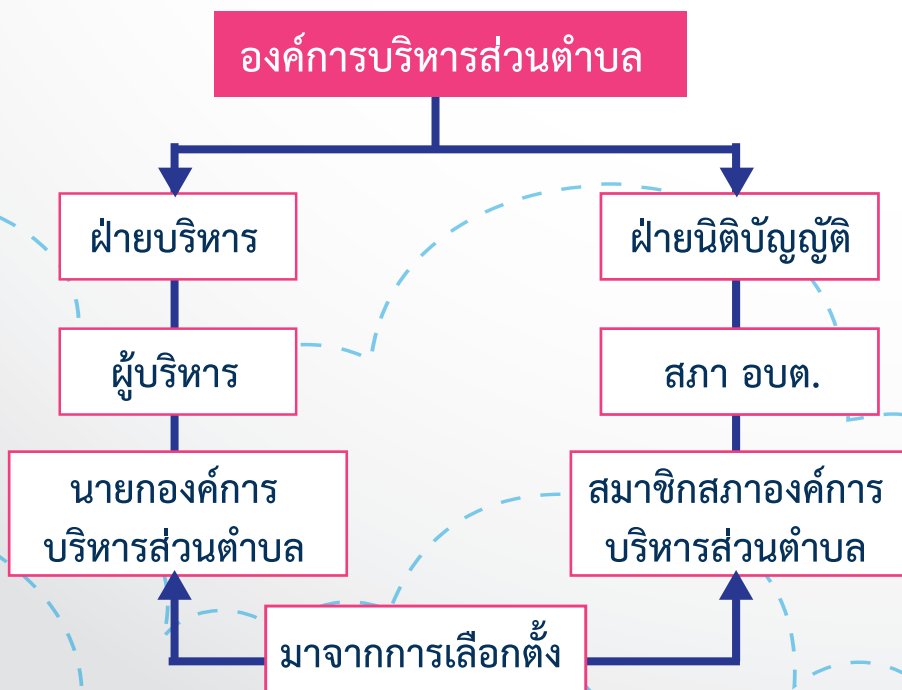 องค์การบริหารส่วนตำบล
ฝ่ายบริหาร
ฝ่ายนิติบัญญัติ
ผู้บริหาร
สภา อบต.
นายกองค์การ
บริหารส่วนตำบล
สมาชิกสภาองค์การ
บริหารส่วนตำบล
มาจากการเลือกตั้ง